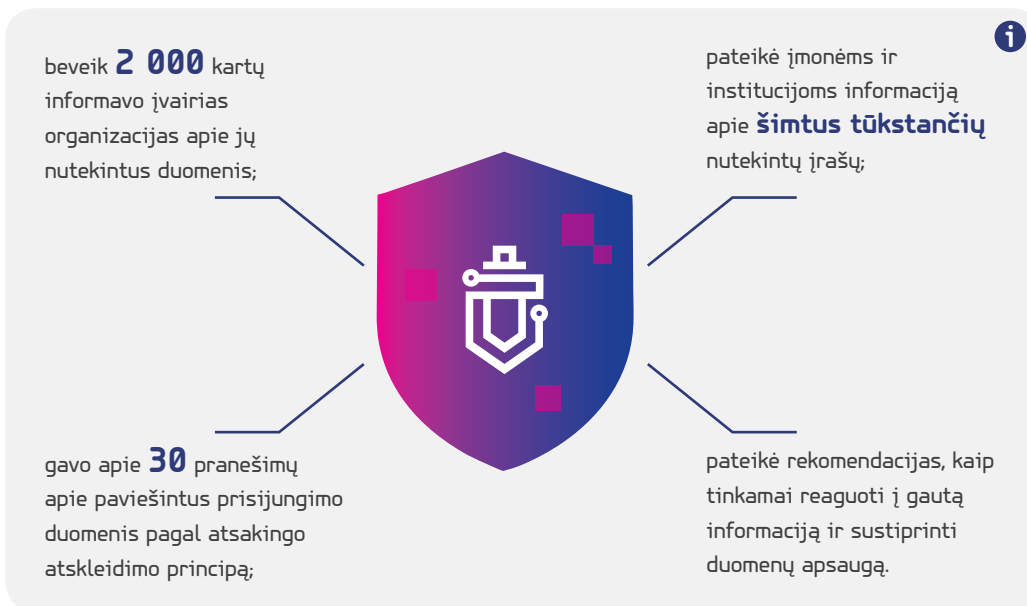 beveik 2 000 kartų
informavo įvairias
organizacijas apie jų
nutekintus duomenis;
pateikė įmonėms ir
institucijoms informaciją
apie šimtus tūkstančių
nutekintų įrašų;
gavo apie 30 pranešimų
apie paviešintus prisijungimo
duomenis pagal atsakingo
atskleidimo principą;
pateikė rekomendacijas, kaip
tinkamai reaguoti į gautą
informaciją ir sustiprinti
duomenų apsaugą.